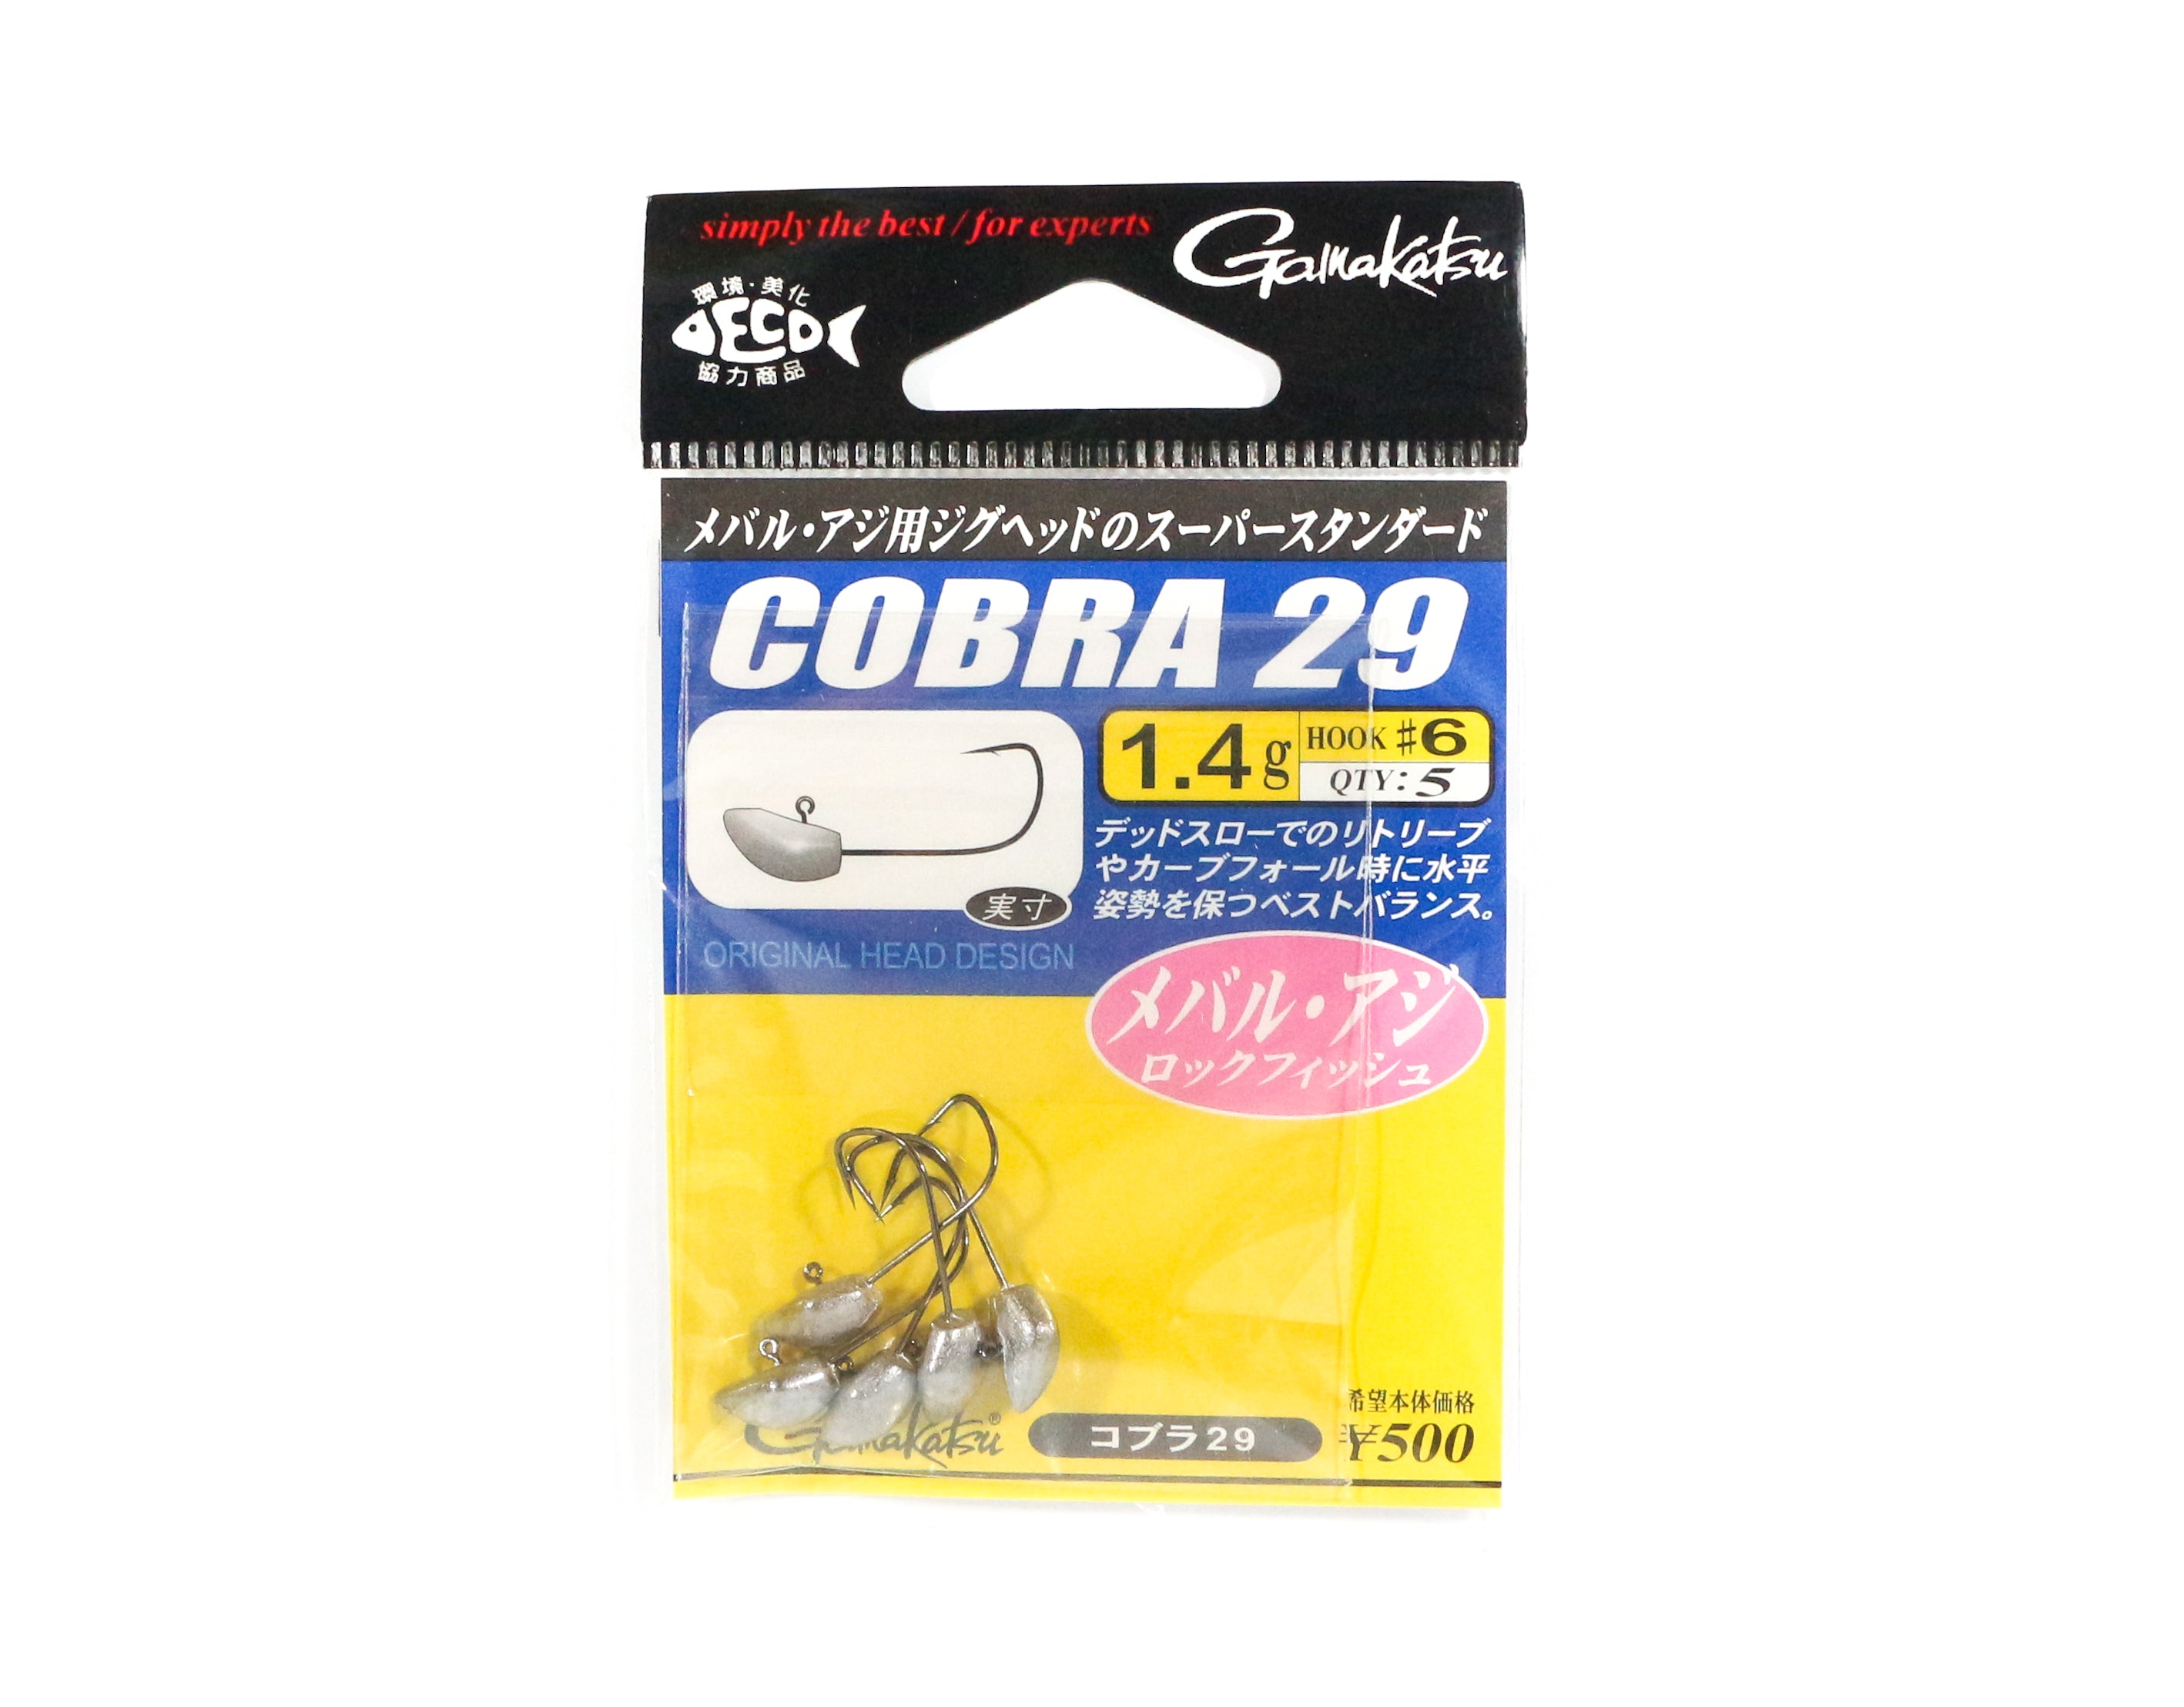 simply the best / for experts
Gamakatsu
環境・美化
ECO
協力商品
メバル・アジ用ジグヘッドのスーパースタンダード
COBRA 29
1.4g
HOOK #6
QTY:5
デッドスローでのリトリーブ
やカーブフォール時に水平
姿勢を保つベストバランス。
実寸
ORIGINAL HEAD DESIGN
メバル・アジ
ロックフィッシュ
Gamakatsu®
コブラ29
希望本体価格
¥500